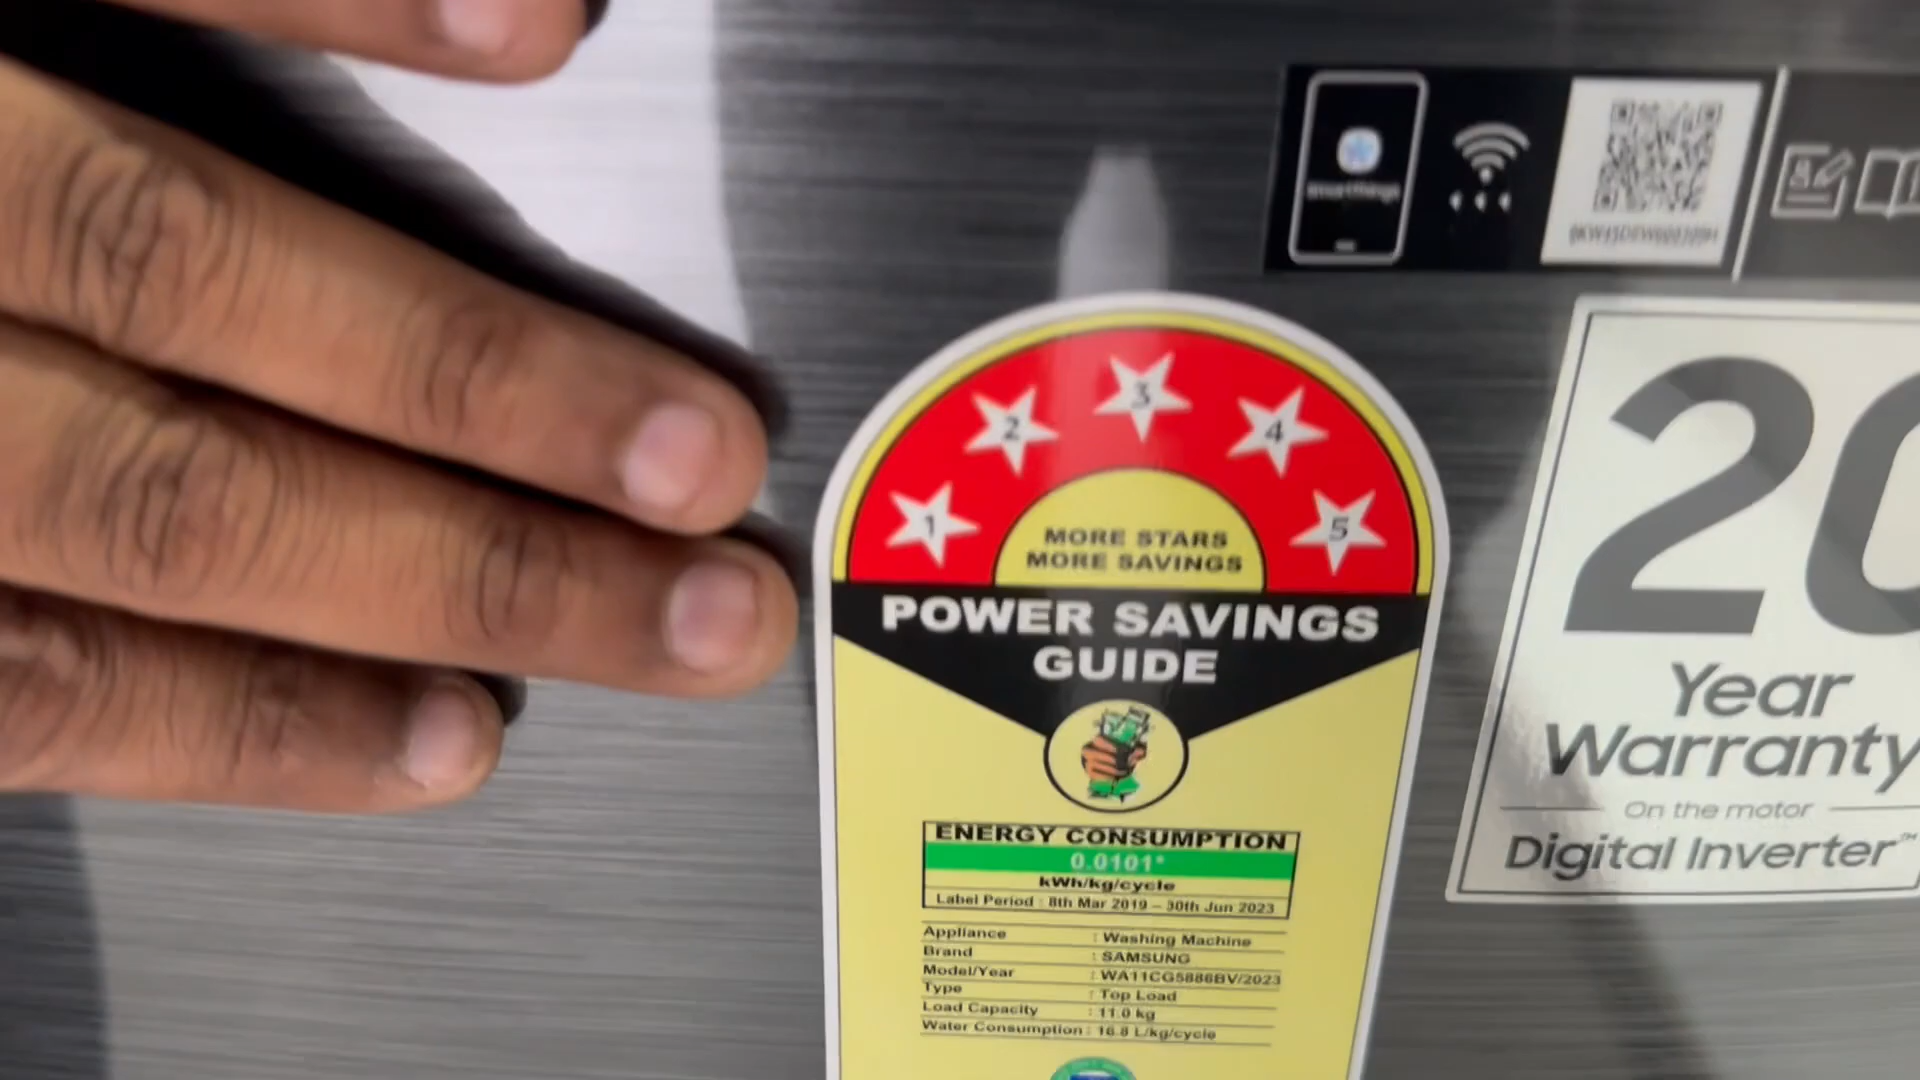 SmartThings
1
2
3
4
5
MORE STARS
MORE SAVINGS
POWER SAVINGS
GUIDE
ENERGY CONSUMPTION
0.0101*
kWh/kg/cycle
Label Period : 8th Mar 2019 – 30th Jun 2023
Appliance : Washing Machine
Brand : SAMSUNG
Model/Year : WA11CG5886BV/2023
Type : Top Load
Load Capacity : 11.0 kg
Water Consumption : 16.8 L/kg/cycle
20
Year
Warranty
On the motor
Digital Inverter™